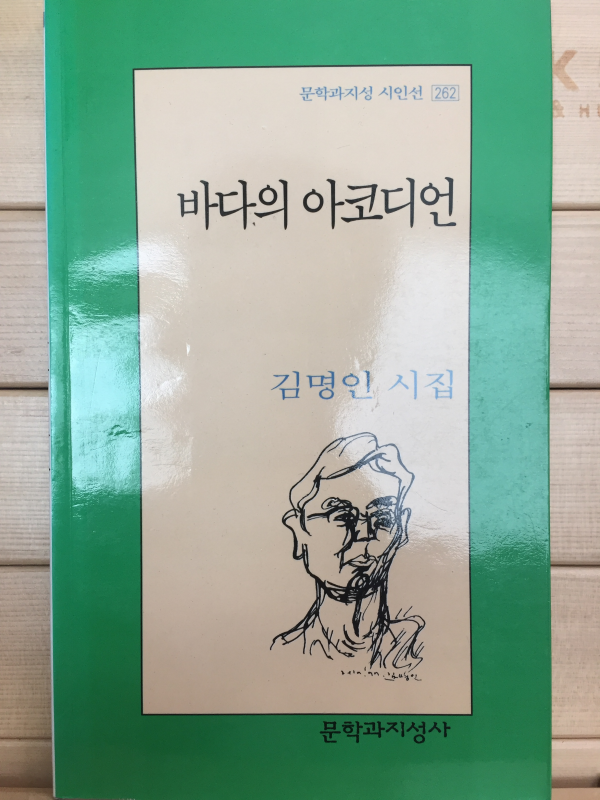 문학과지성 시인선 262
바다의 아코디언
김명인 시집
문학과지성사